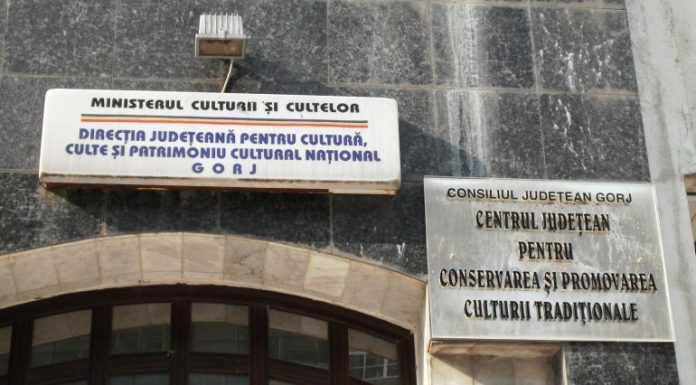 MINISTERUL CULTURII ȘI CULTELOR
DIRECȚIA JUDEȚEANĂ PENTRU CULTURĂ,
CULTE ȘI PATRIMONIU CULTURAL NAȚIONAL
GORJ
CONSILIUL JUDEȚEAN GORJ
CENTRUL JUDEȚEAN
PENTRU
CONSERVAREA ȘI PROMOVAREA
CULTURII TRADIȚIONALE